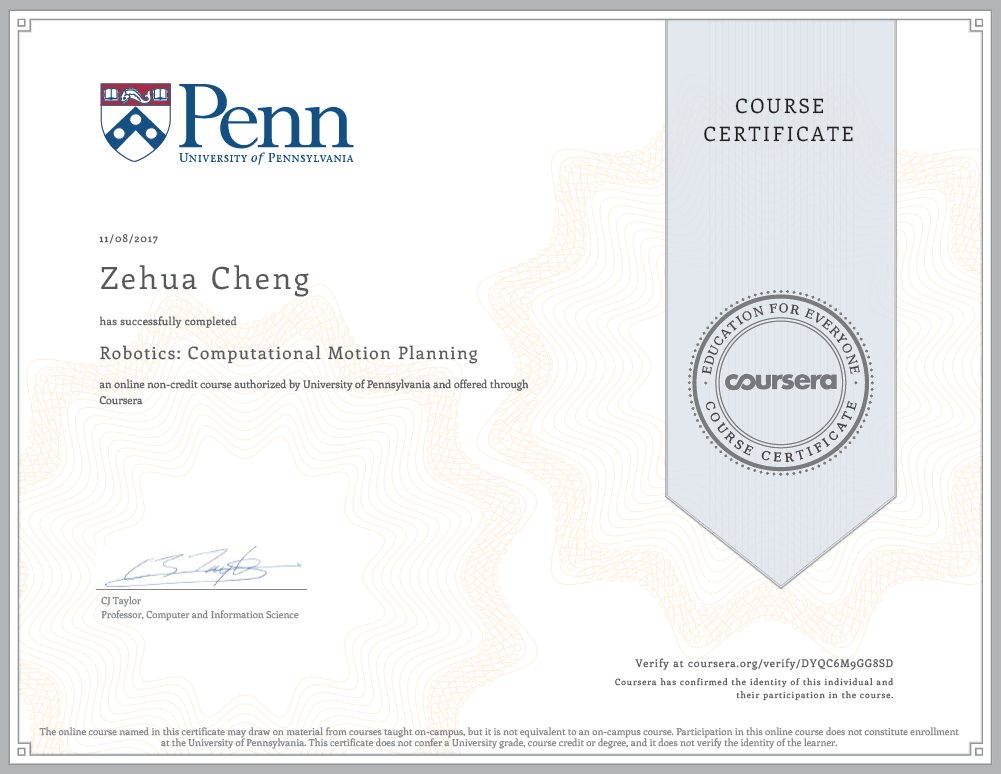 Penn
UNIVERSITY of PENNSYLVANIA
COURSE
CERTIFICATE
11/08/2017
Zehua Cheng
has successfully completed
Robotics: Computational Motion Planning
an online non-credit course authorized by University of Pennsylvania and offered through
Coursera
EDUCATION FOR EVERYONE
coursera
COURSE CERTIFICATE
CJ Taylor
CJ Taylor
Professor, Computer and Information Science
Verify at coursera.org/verify/DYQC6M9GG8SD
Coursera has confirmed the identity of this individual and
their participation in the course.
The online course named in this certificate may draw on material from courses taught on-campus, but it is not equivalent to an on-campus course. Participation in this online course does not constitute enrollment
at the University of Pennsylvania. This certificate does not confer a University grade, course credit or degree, and it does not verify the identity of the learner.